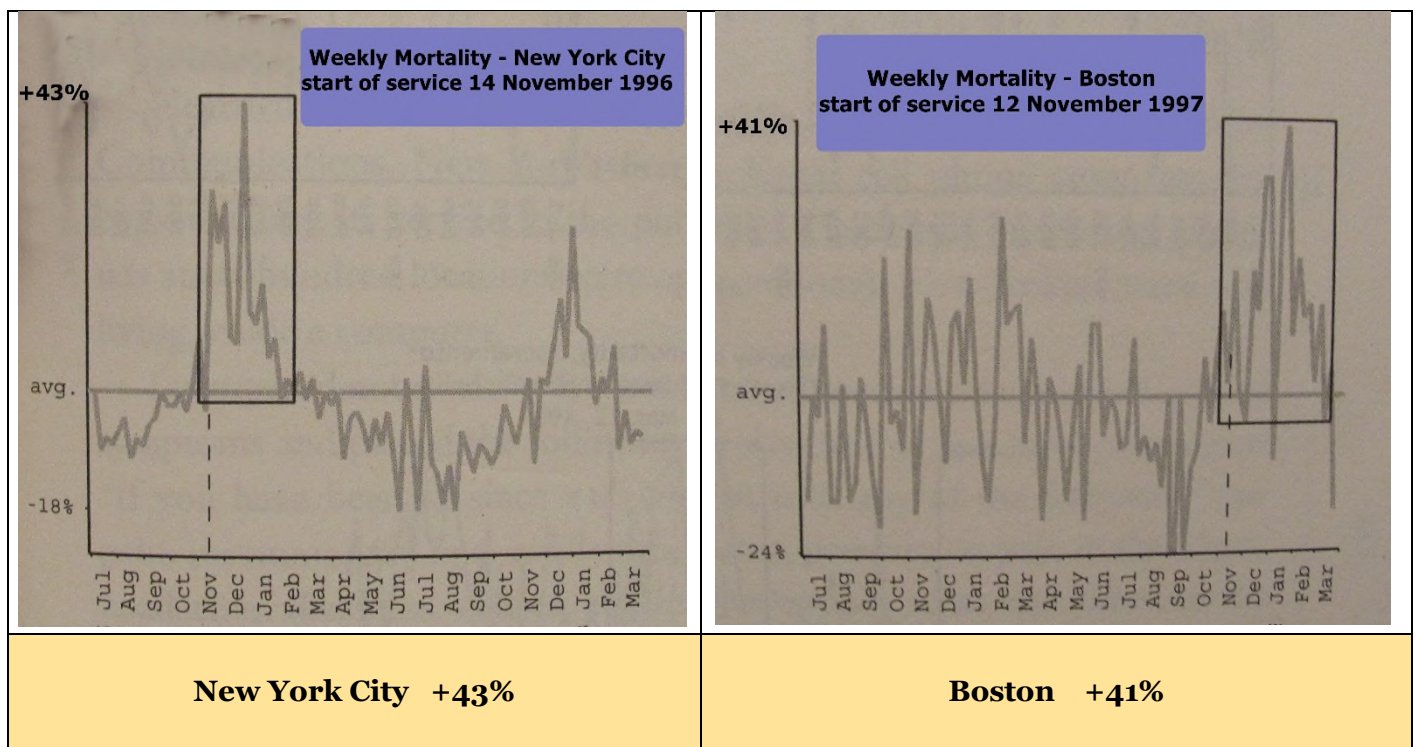 Weekly Mortality - New York City
start of service 14 November 1996
+43%
avg.
-18%
Jul Aug Sep Oct Nov Dec Jan Feb Mar Apr May Jun Jul Aug Sep Oct Nov Dec Jan Feb Mar
Weekly Mortality - Boston
start of service 12 November 1997
+41%
avg.
-24%
Jul Aug Sep Oct Nov Dec Jan Feb Mar Apr May Jun Jul Aug Sep Oct Nov Dec Jan Feb Mar
New York City +43%
Boston +41%